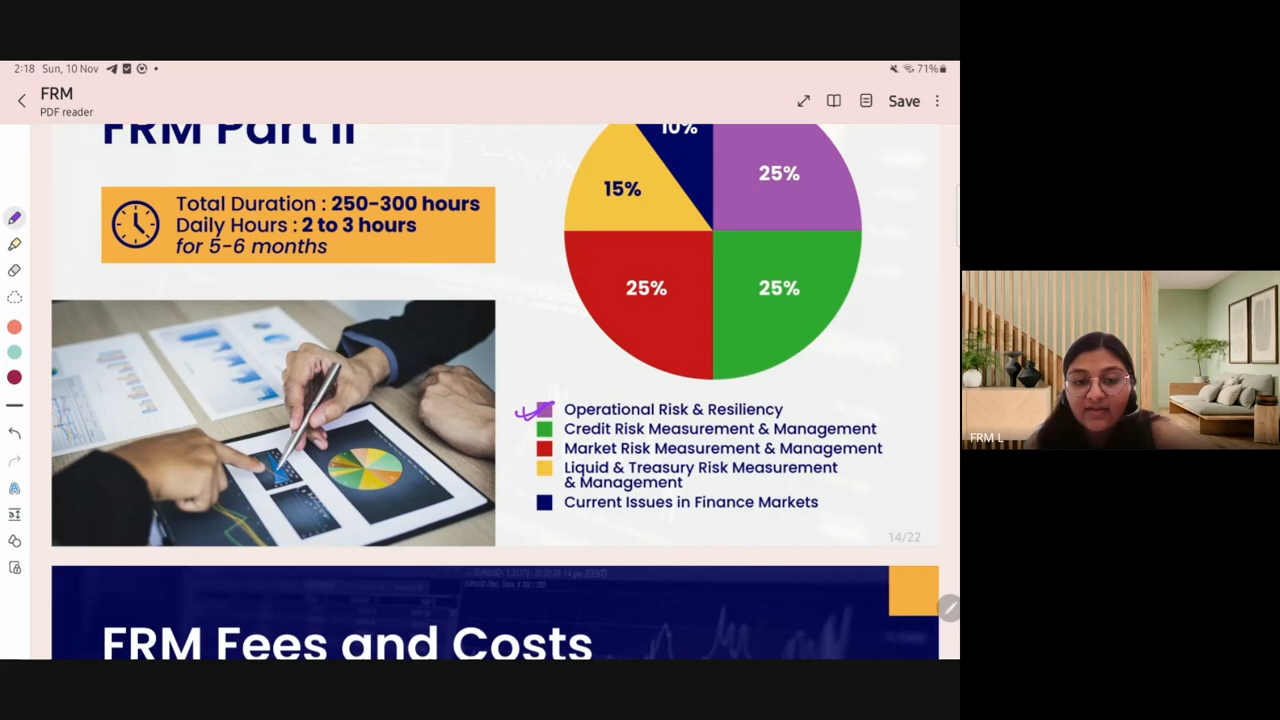 2:18 Sun, 10 Nov
71%
FRM
PDF reader
Save
FRM Part II
10%
25%
15%
Total Duration : 250-300 hours
Daily Hours : 2 to 3 hours
for 5-6 months
25%
25%
Operational Risk & Resiliency
Credit Risk Measurement & Management
Market Risk Measurement & Management
Liquid & Treasury Risk Measurement
& Management
Current Issues in Finance Markets
14/22
FRM Fees and Costs
FRM L